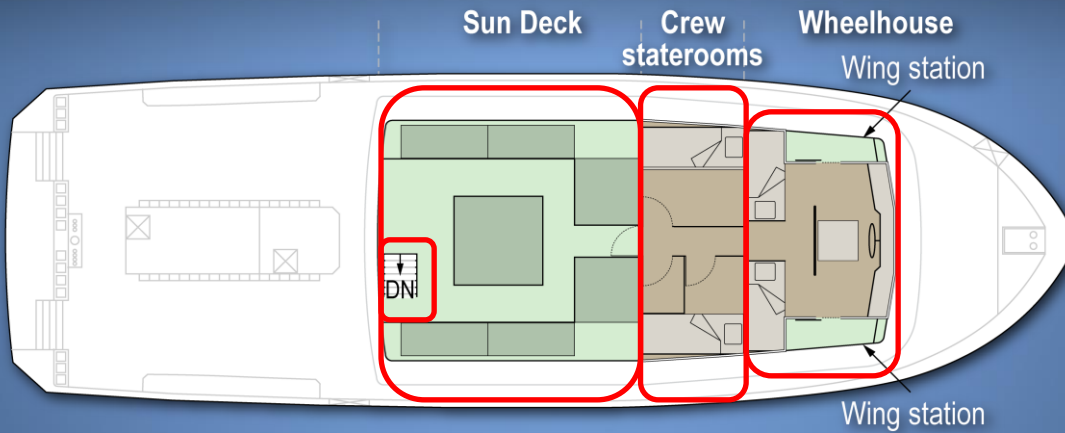 Sun Deck
Crew
staterooms
Wheelhouse
Wing station
DN
Wing station